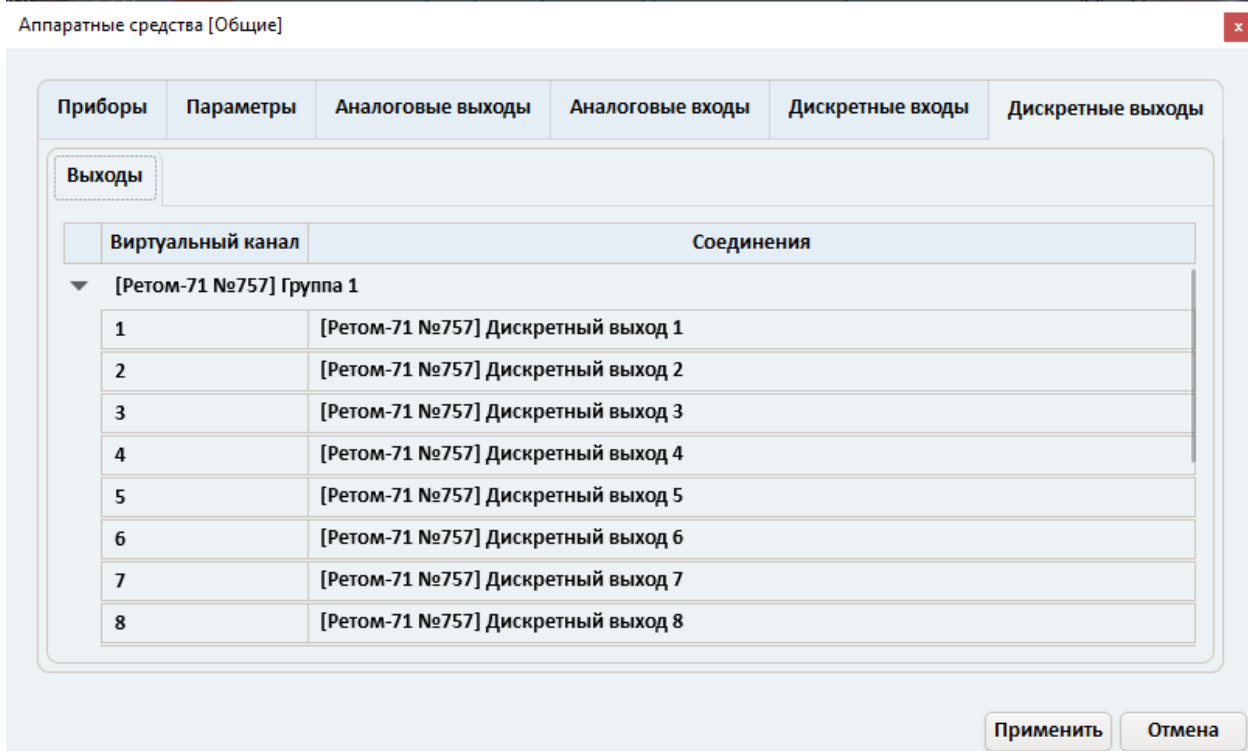 Аппаратные средства [Общие]
x
Приборы Параметры Аналоговые выходы Аналоговые входы Дискретные входы Дискретные выходы
Выходы
Виртуальный канал Соединения
[Ретом-71 №757] Группа 1
1 [Ретом-71 №757] Дискретный выход 1
2 [Ретом-71 №757] Дискретный выход 2
3 [Ретом-71 №757] Дискретный выход 3
4 [Ретом-71 №757] Дискретный выход 4
5 [Ретом-71 №757] Дискретный выход 5
6 [Ретом-71 №757] Дискретный выход 6
7 [Ретом-71 №757] Дискретный выход 7
8 [Ретом-71 №757] Дискретный выход 8
Применить Отмена